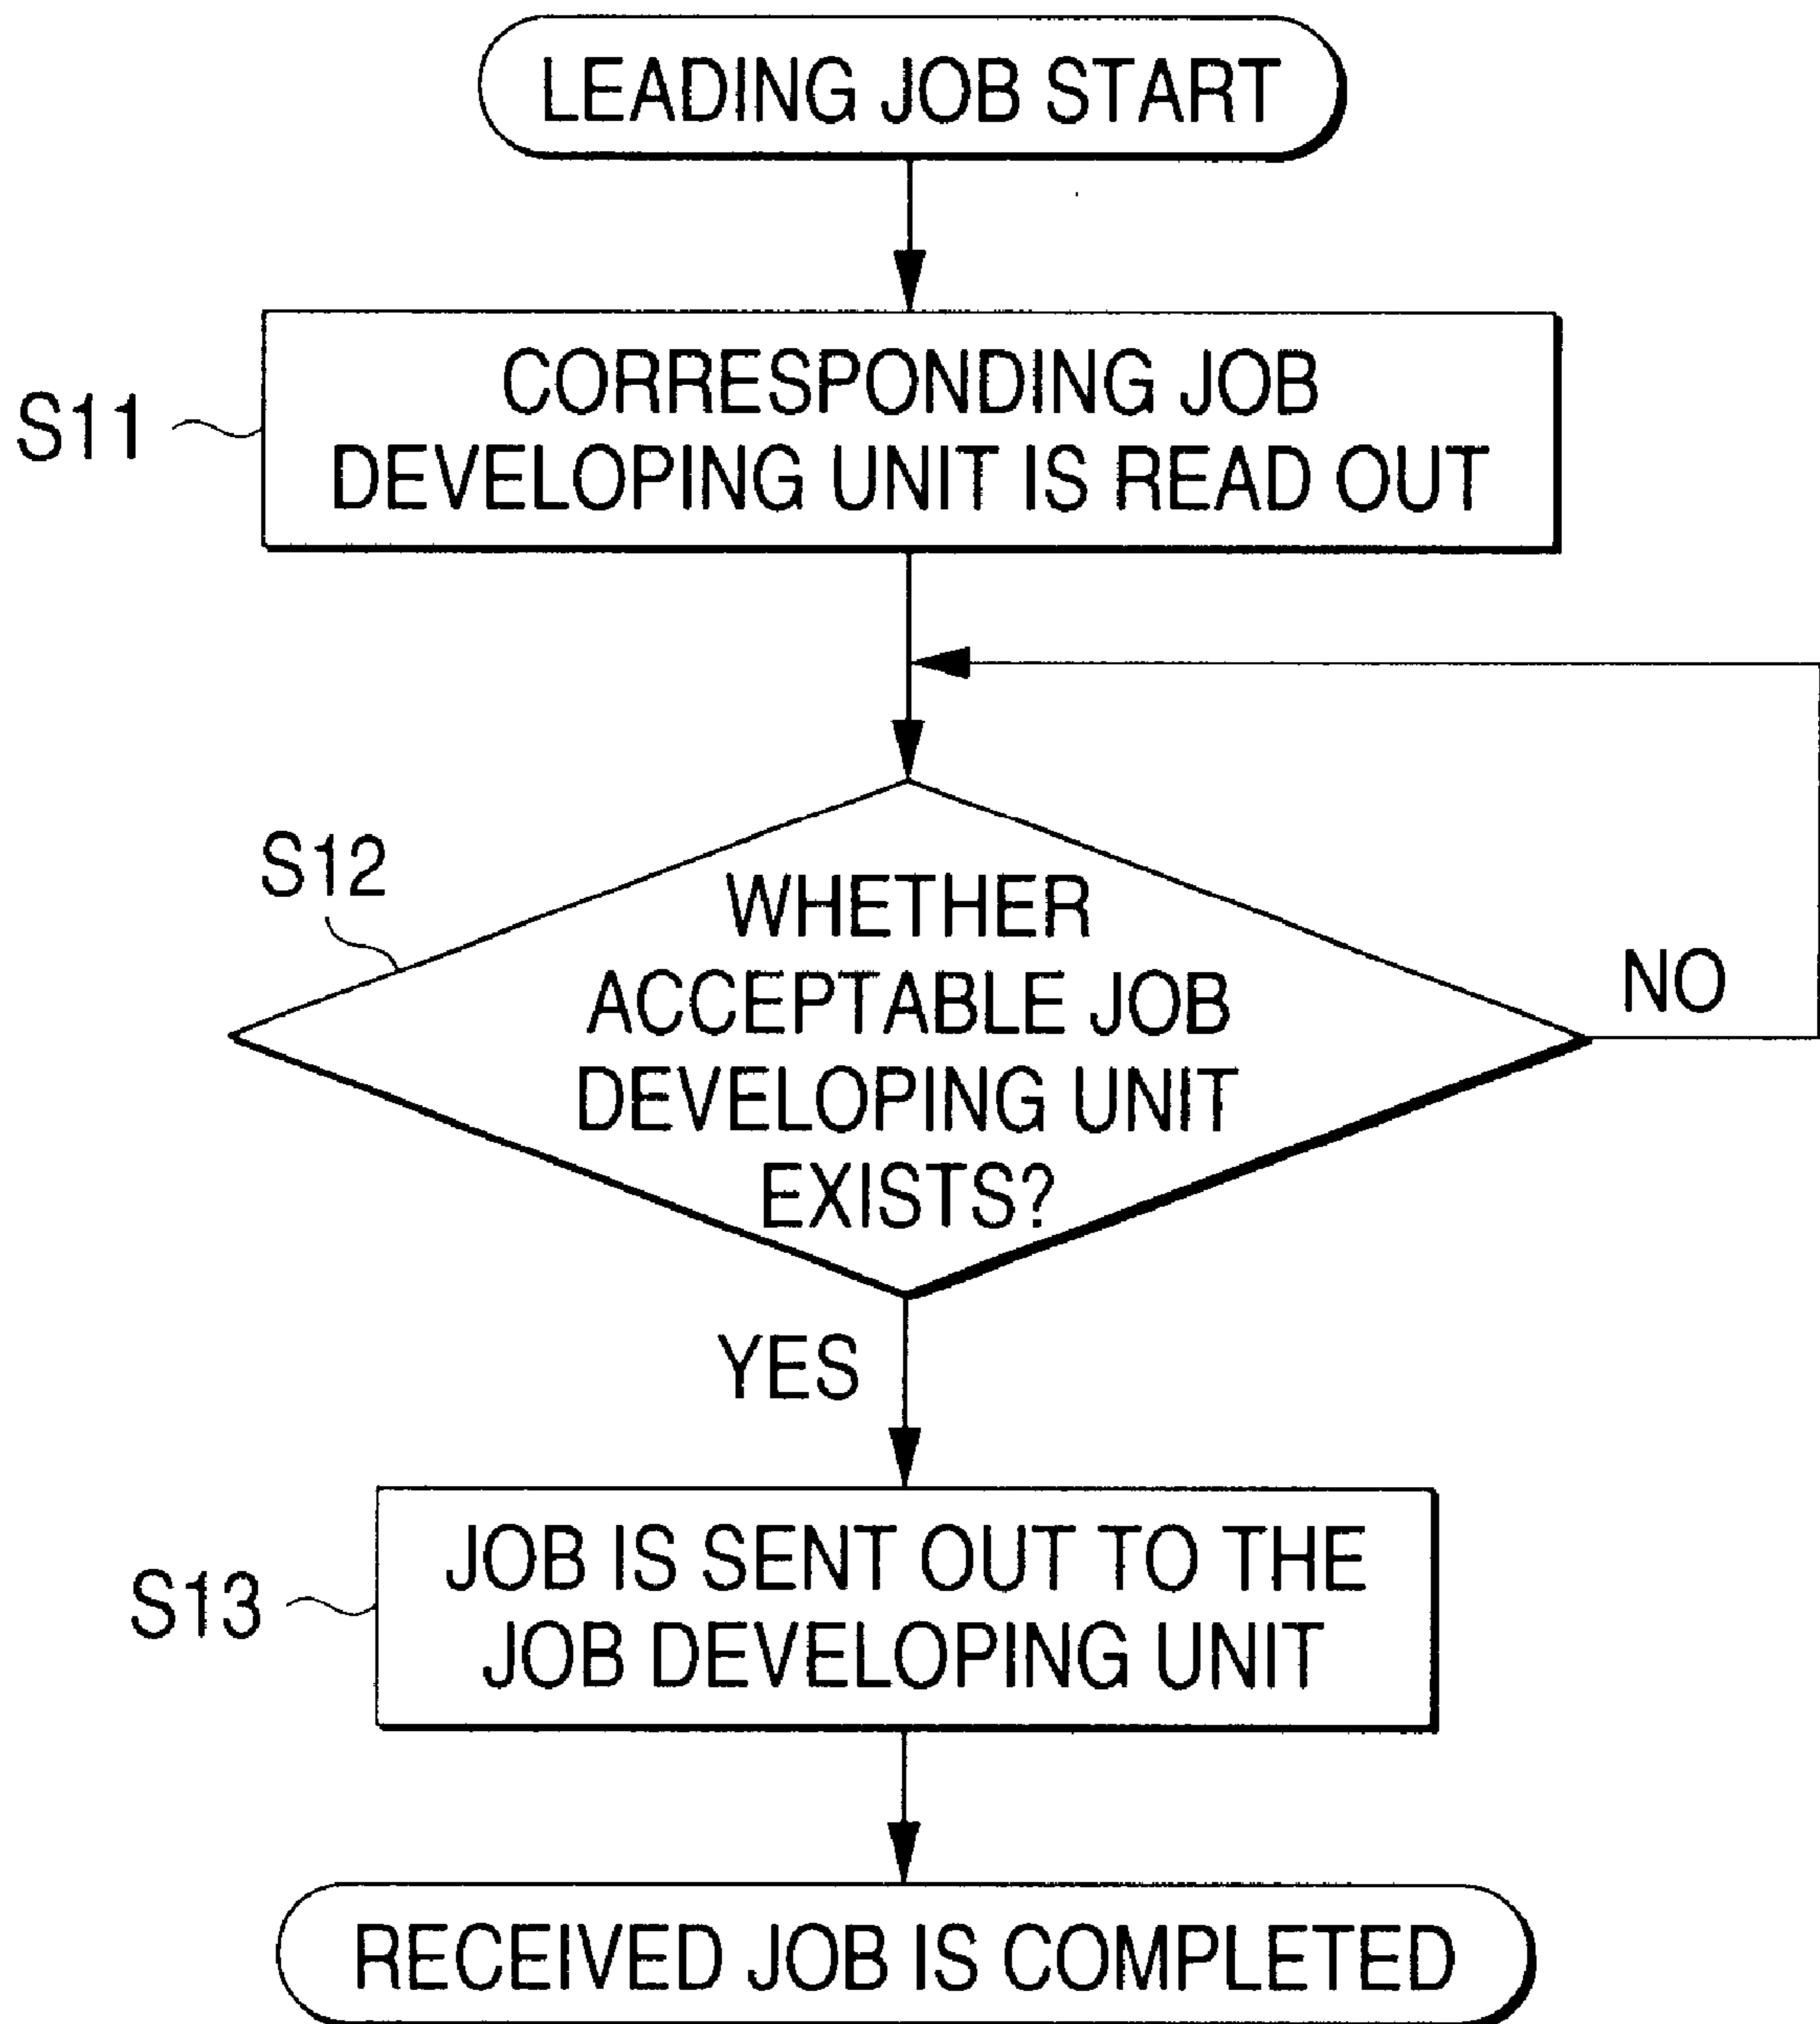 LEADING JOB START
S11
CORRESPONDING JOB
DEVELOPING UNIT IS READ OUT
S12
WHETHER
ACCEPTABLE JOB
DEVELOPING UNIT
EXISTS?
NO
YES
S13
JOB IS SENT OUT TO THE
JOB DEVELOPING UNIT
RECEIVED JOB IS COMPLETED